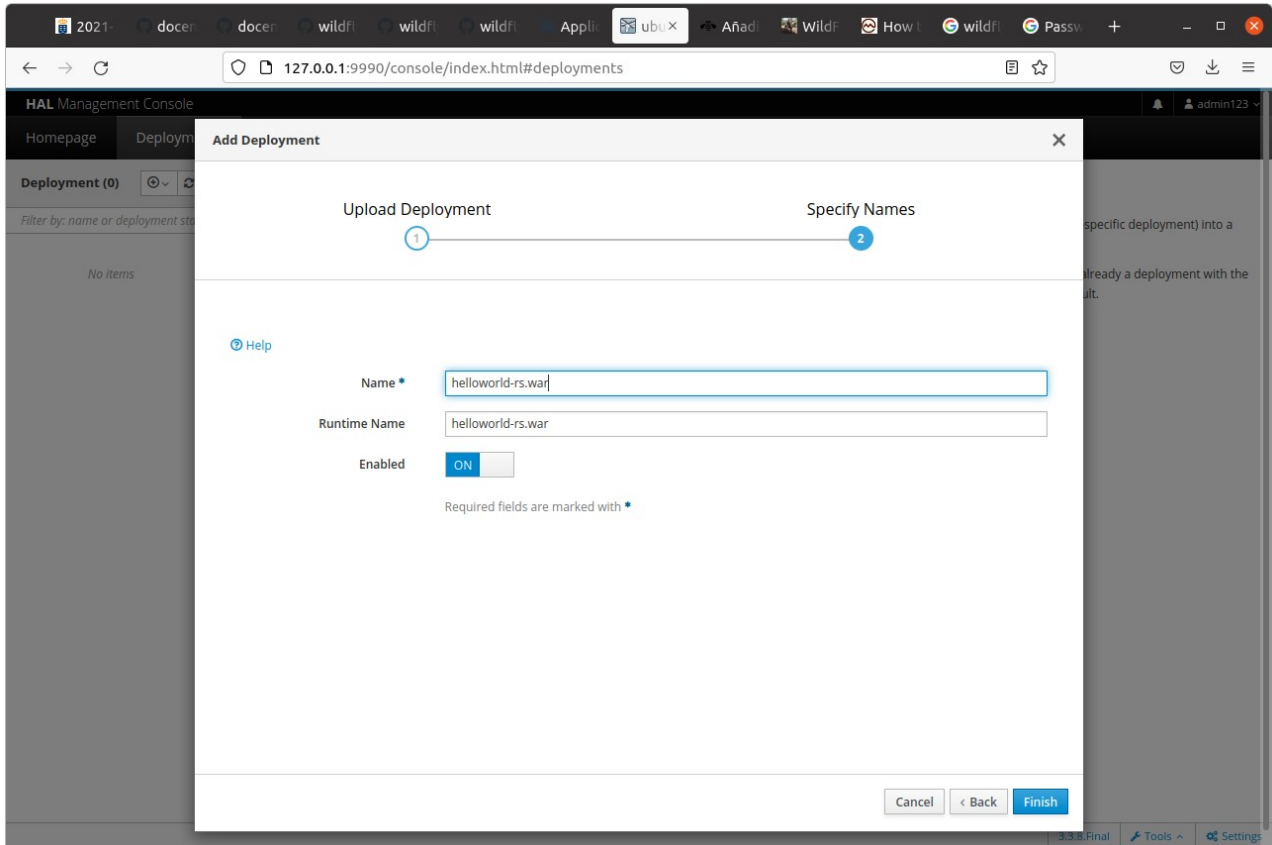 2021- docen docen wildfl wildfl wildfl Applic ubu Añadi WildF How t wildfl Passw
127.0.0.1:9990/console/index.html#deployments
HAL Management Console admin123
Homepage Deploym
Add Deployment
Deployment (0)
Filter by: name or deployment sta
No items
Upload Deployment Specify Names
1 2
specific deployment) into a
already a deployment with the
ult.
Help
Name * helloworld-rs.war
Runtime Name helloworld-rs.war
Enabled ON
Required fields are marked with *
Cancel < Back Finish
3.3.8.Final Tools Settings